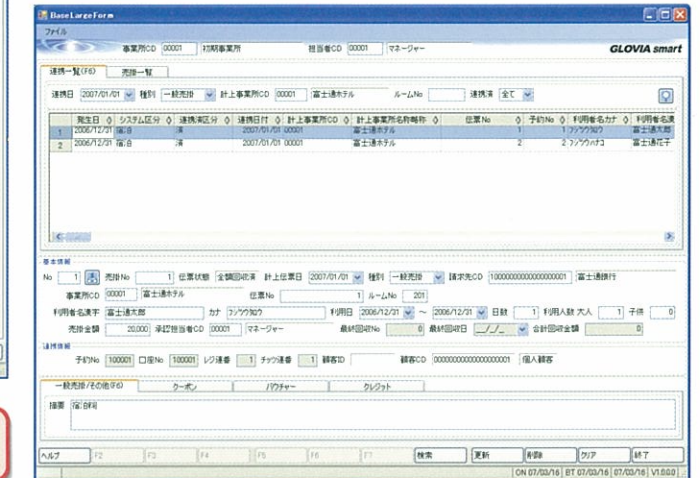 BaseLargeForm
ファイル
事業所CD 00001 初期事業所 担当者CD 00001 マネージャー GLOVIA smart
連携一覧(F6) 売掛一覧
連携日 2007/01/01 種別 一般売掛 計上事業所CD 00001 富士通ホテル ルームNo 連携済 全て
発生日 システム区分 連携済区分 連携日付 計上事業所CD 計上事業所名称略称 伝票No 予約No 利用者名カナ 利用者名漢
1 2006/12/31 宿泊 済 2007/01/01 00001 富士通ホテル 1 1 フジツウタロウ 富士通太郎
2 2006/12/31 宿泊 済 2007/01/01 00001 富士通ホテル 2 2 フジツウハナコ 富士通花子
基本情報
No 1 売掛No 1 伝票状態 全額回収済 計上伝票日 2007/01/01 種別 一般売掛 請求先CD 富士通銀行
事業所CD 00001 富士通ホテル 伝票No 1 ルームNo 201
利用者名漢字 富士通太郎 カナ フジツウタロウ 利用日 2006/12/31 ～ 2006/12/31 日数 1 利用人数 大人 1 子供 0
売掛金額 20,000 承認担当者CD 00001 マネージャー 最終回収No 0 最終回収日 _/_/_ 合計回収金額 0
連携情報
予約No 100001 口座No 100001 レジ連番 1 チェック連番 1 顧客ID 顧客CD 個人顧客
一般売掛/その他(F6) クーポン バウチャー クレジット
摘要 宿泊利用
ヘルプ F2 F3 F4 F5 F6 F7 検索 更新 削除 クリア 終了
ON 07/03/16 BT 07/03/16 07/03/16 V1.0.0.0